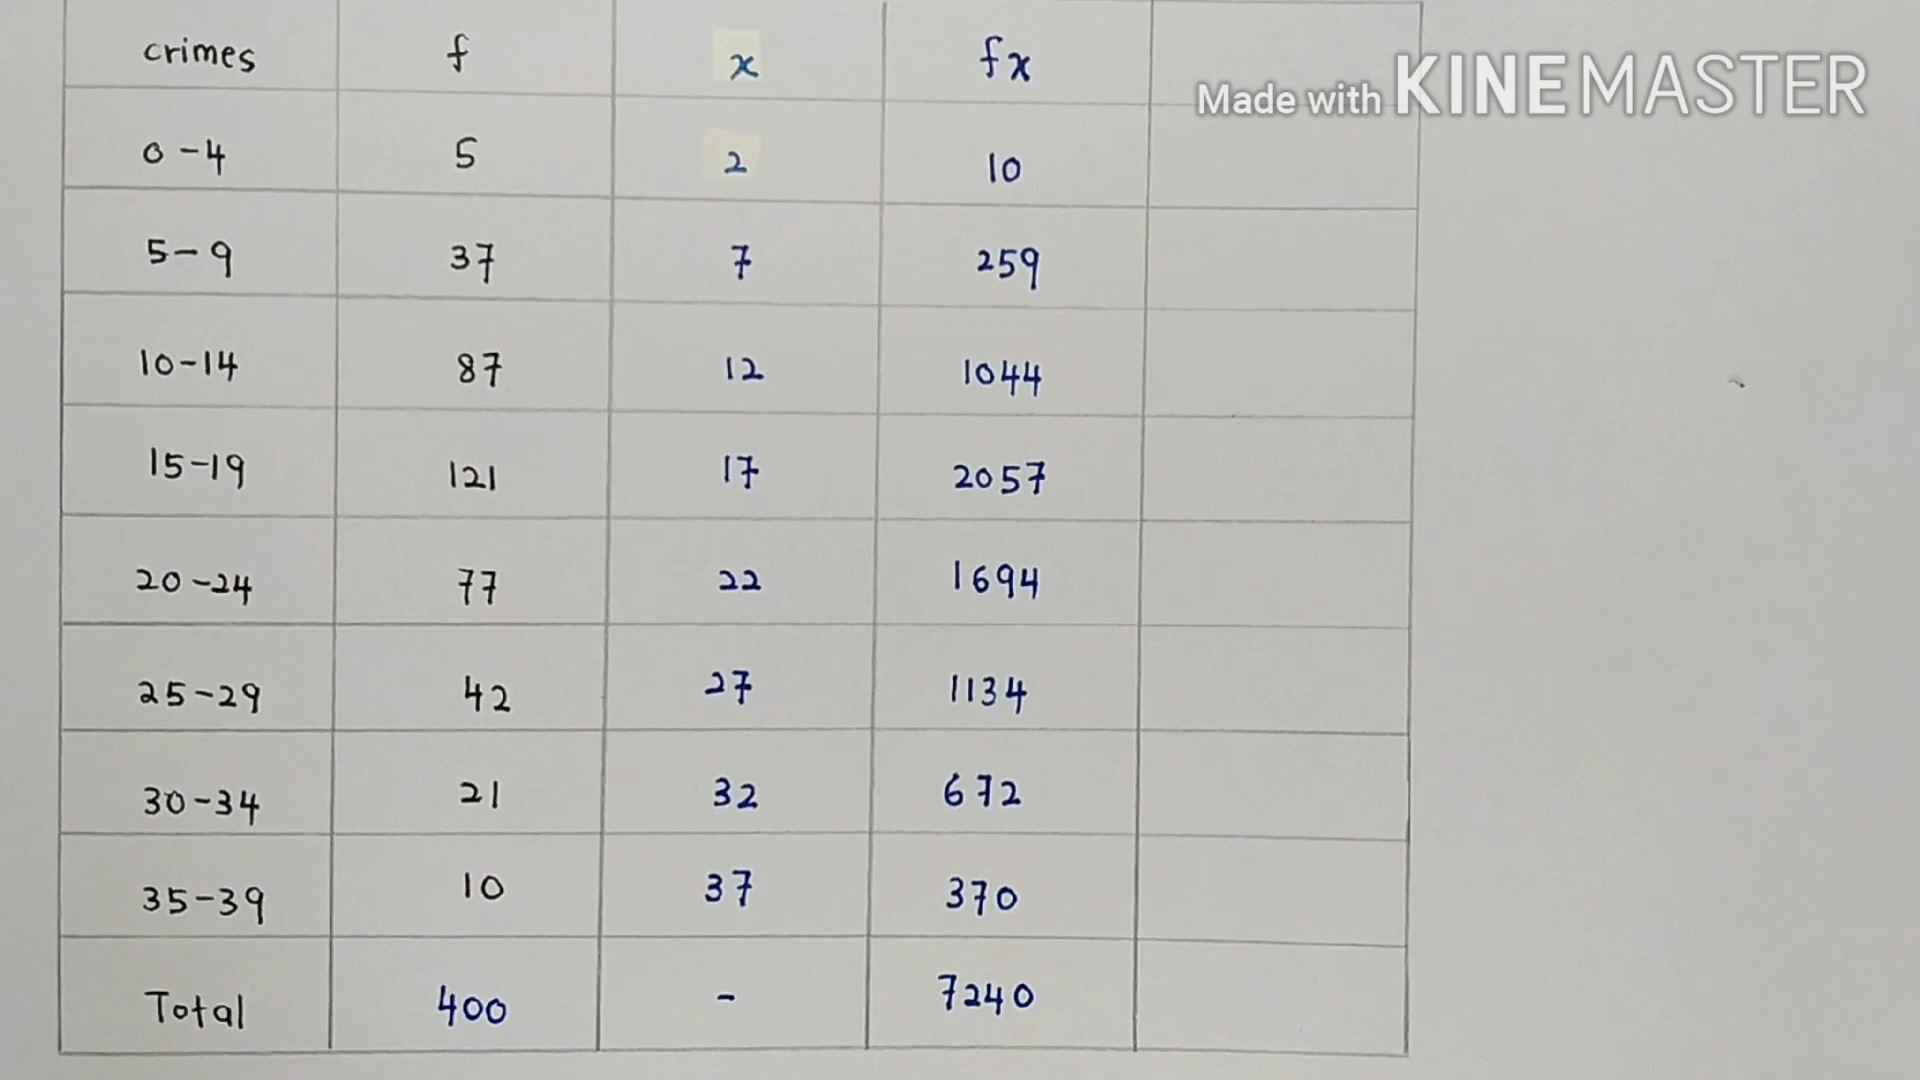 crimes f x fx
Made with KINEMASTER
0-4 5 2 10
5-9 37 7 259
10-14 87 12 1044
15-19 121 17 2057
20-24 77 22 1694
25-29 42 27 1134
30-34 21 32 672
35-39 10 37 370
Total 400 - 7240